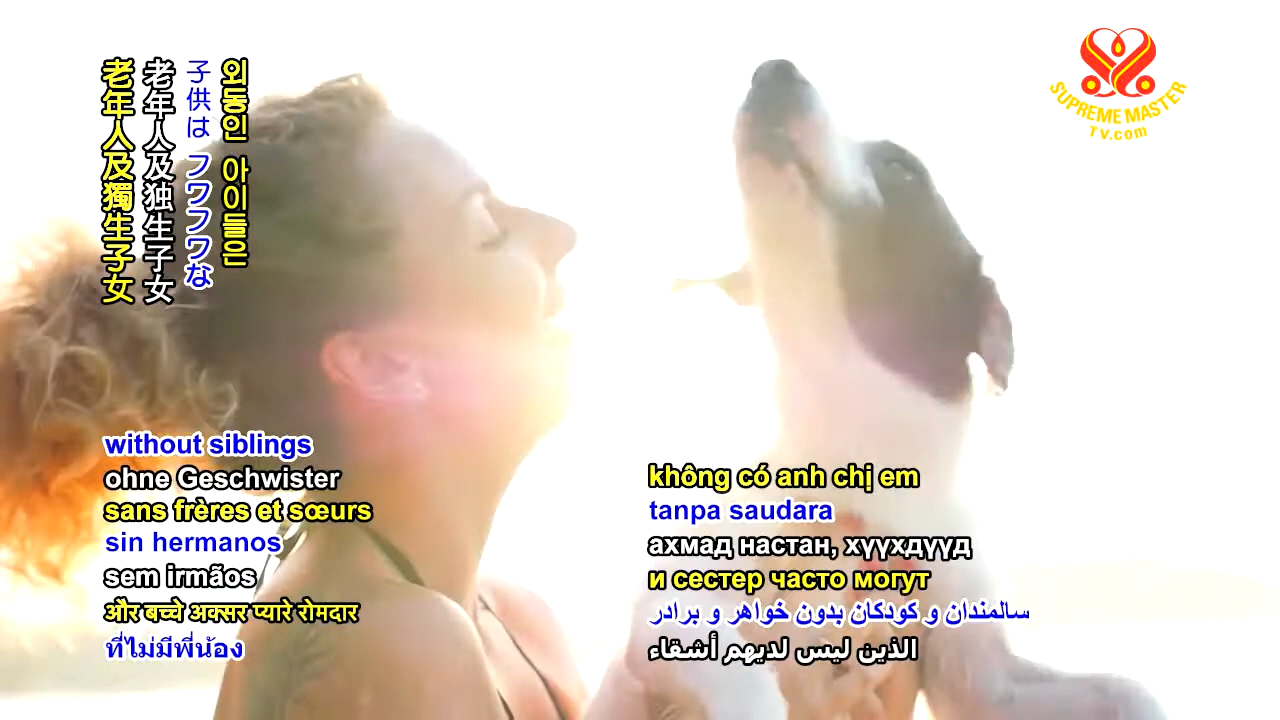 외동인 아이들은
子供は フワフワな
老年人及独生子女
老年人及獨生子女
SUPREME MASTER
TV.com
without siblings
ohne Geschwister
sans frères et sœurs
sin hermanos
sem irmãos
और बच्चे अक्सर प्यारे रोमदार
ที่ไม่มีพี่น้อง
không có anh chị em
tanpa saudara
ахмад настан, хүүхдүүд
и сестер часто могут
سالمندان و کودکان بدون خواهر و برادر
الذين ليس لديهم أشقاء